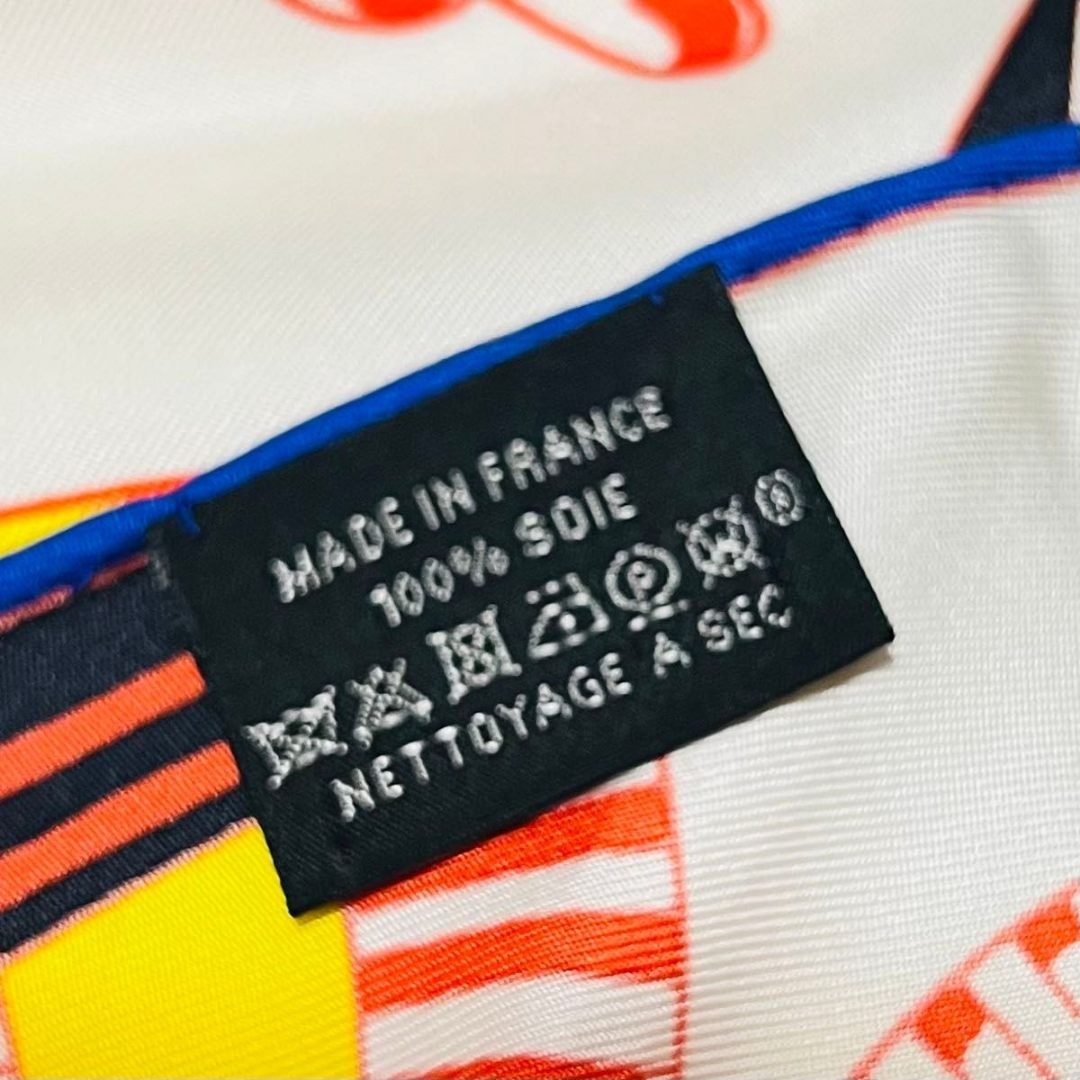 MADE IN FRANCE
100% SOIE
P W
NETTOYAGE A SEC